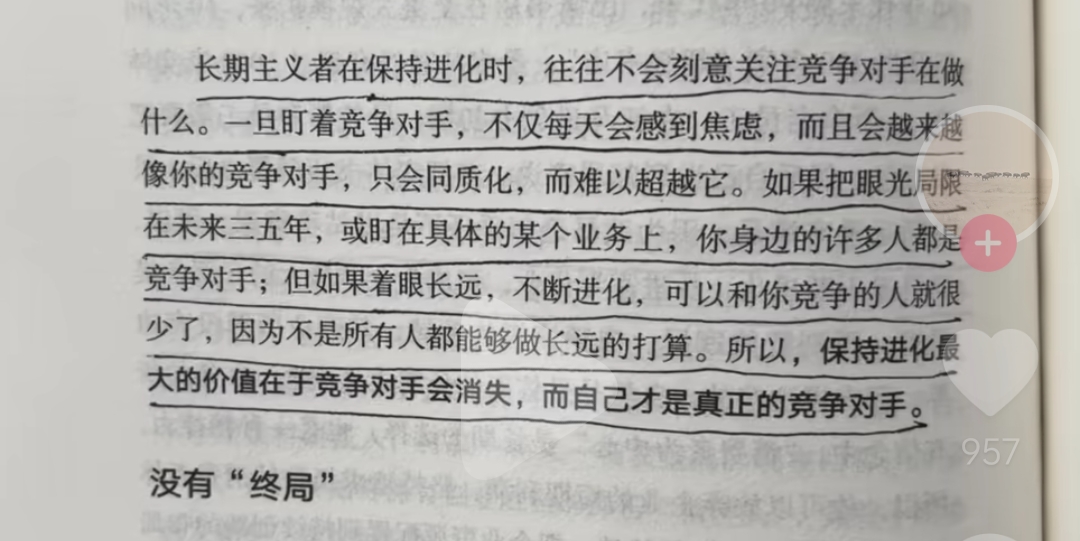 长期主义者在保持进化时，往往不会刻意关注竞争对手在做
什么。一旦盯着竞争对手，不仅每天会感到焦虑，而且会越来越
像你的竞争对手，只会同质化，而难以超越它。如果把眼光局限
在未来三五年，或盯在具体的某个业务上，你身边的许多人都是
竞争对手；但如果着眼长远，不断进化，可以和你竞争的人就很
少了，因为不是所有人都能够做长远的打算。所以，保持进化最
大的价值在于竞争对手会消失，而自己才是真正的竞争对手。
957
没有“终局”